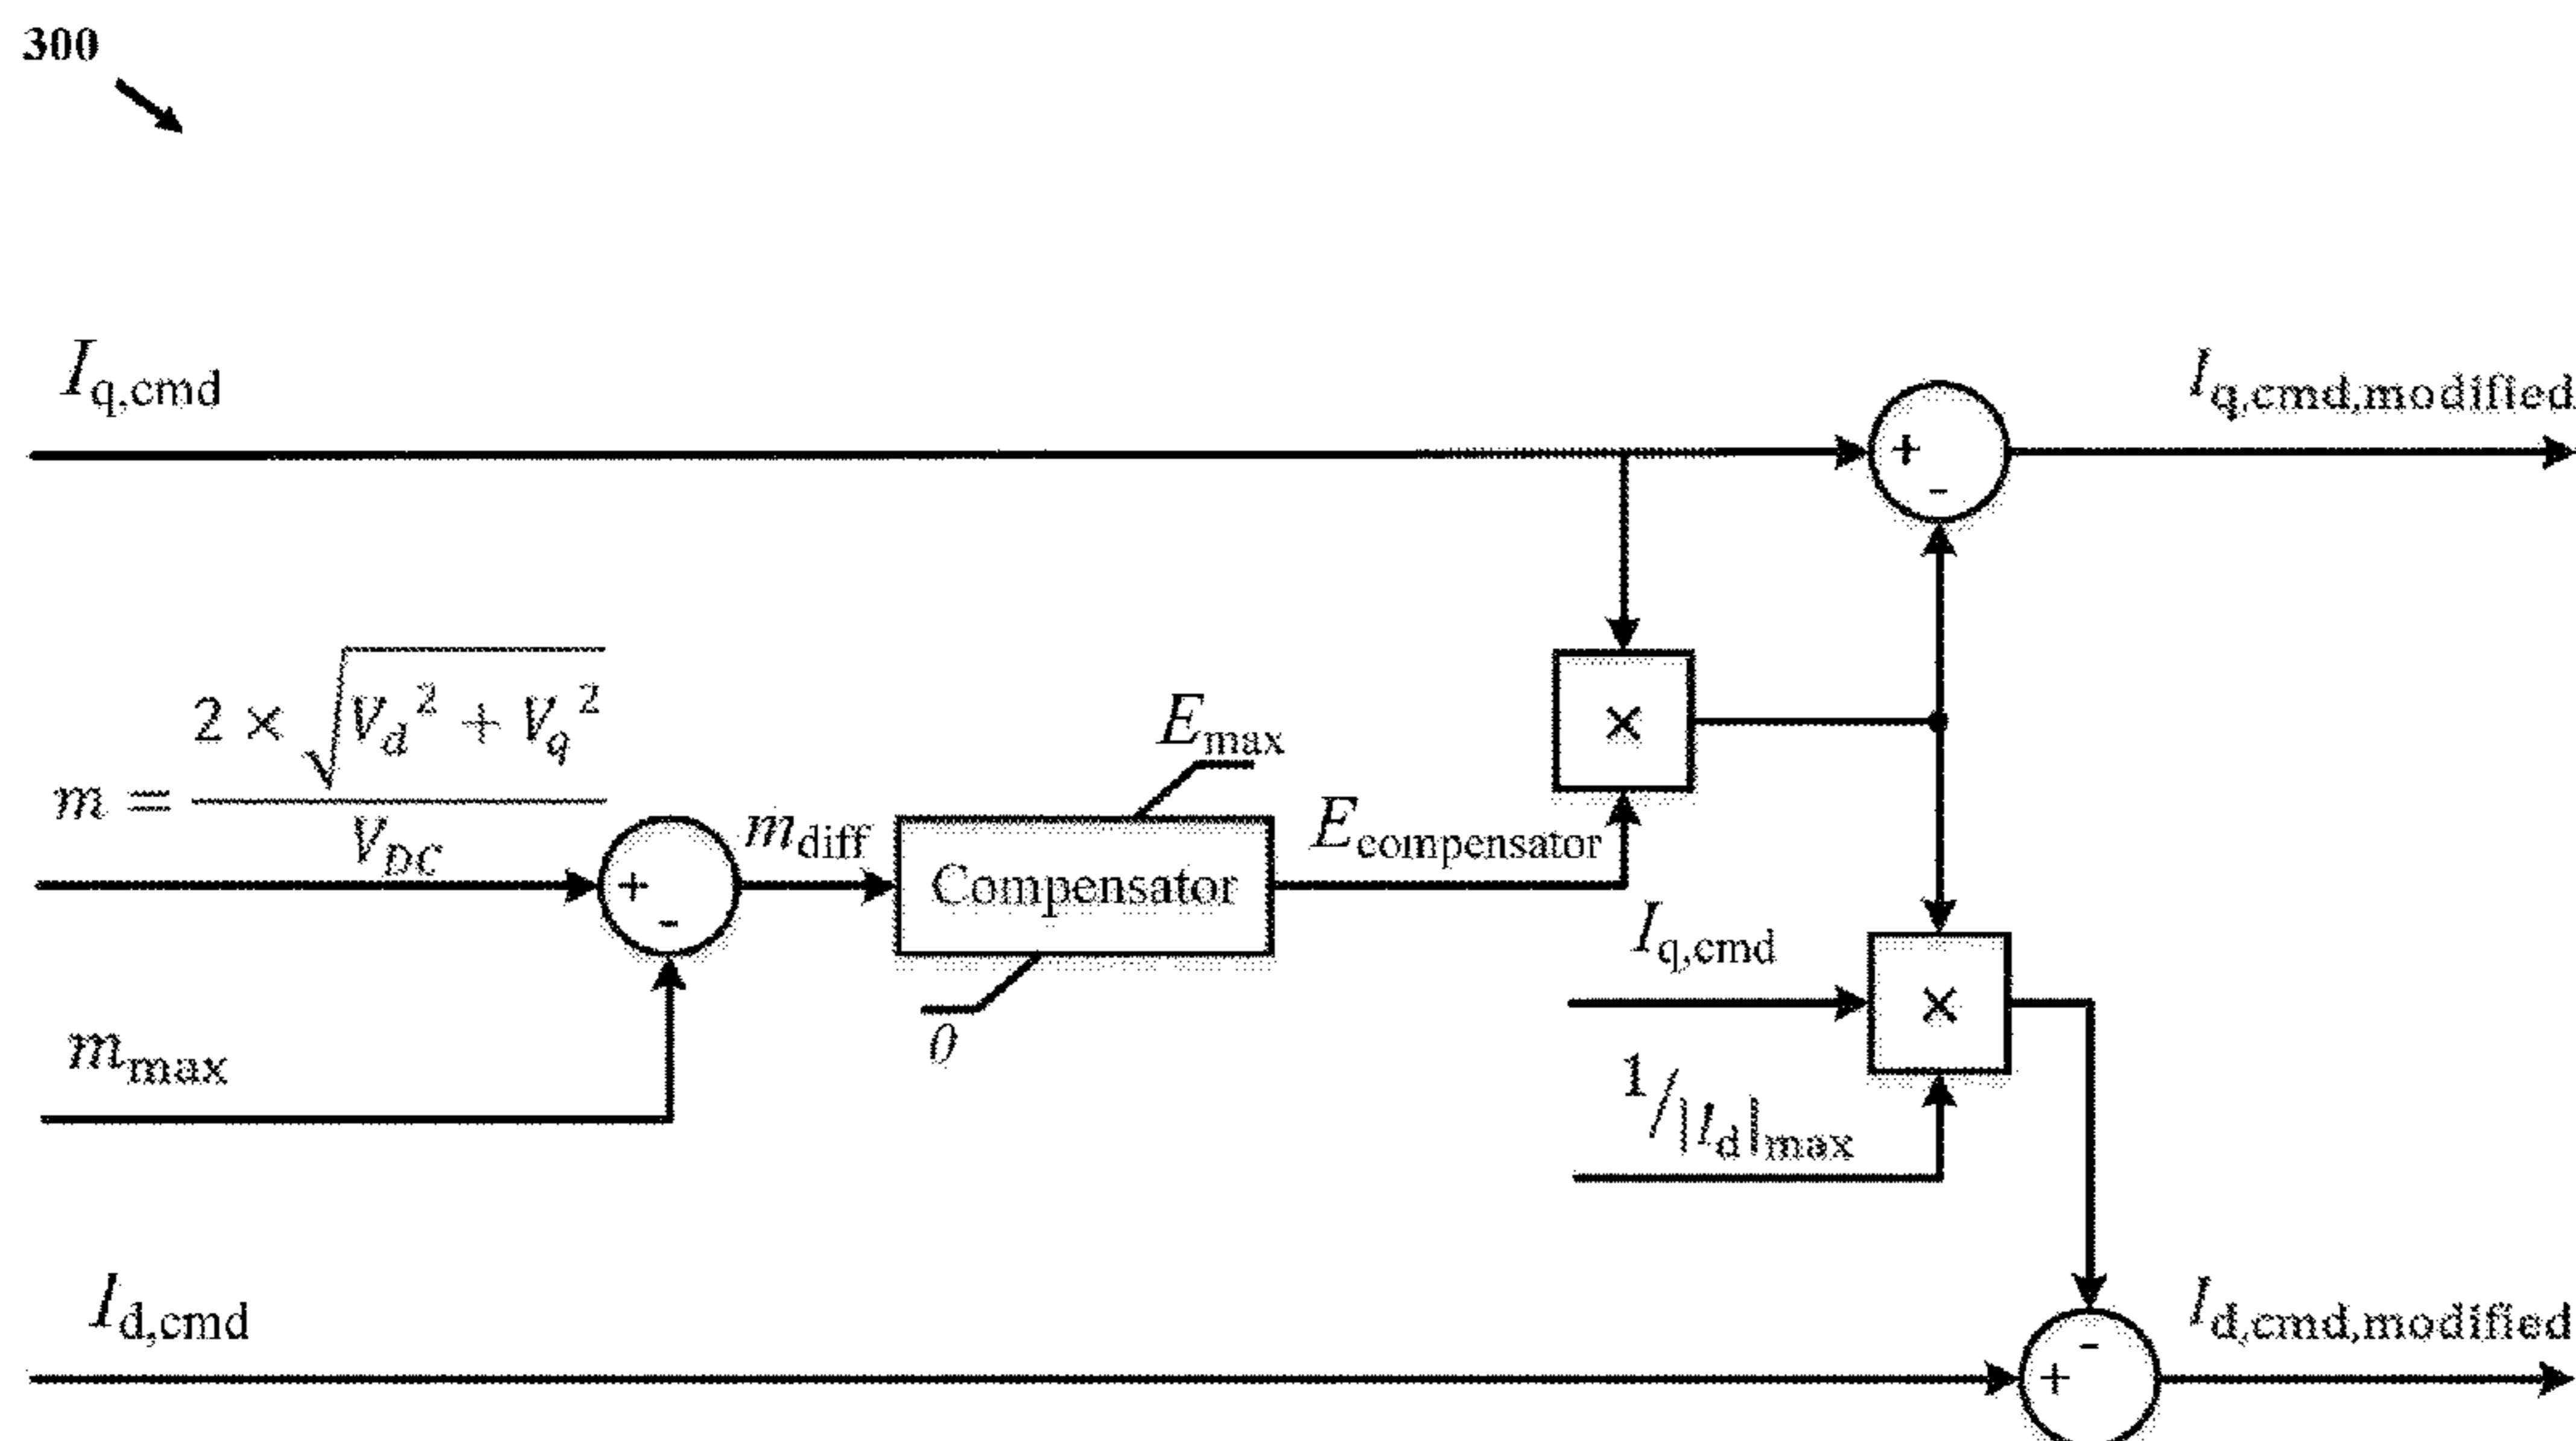 300
I_q,cmd
I_q,cmd,modified
+
-
m = 2 × √(V_d² + V_q²) / V_DC
E_max
×
m_diff
E_compensator
+
-
Compensator
I_q,cmd
0
×
m_max
1/|I_d|_max
I_d,cmd
I_d,cmd,modified
-
+